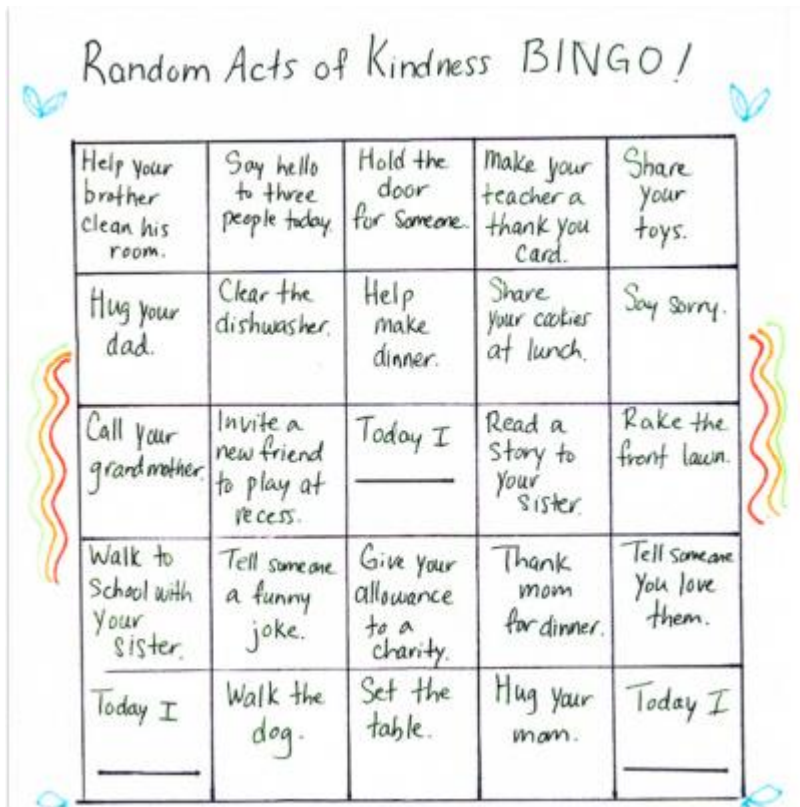 Random Acts of Kindness BINGO!
Help your
brother
clean his
room.
Say hello
to three
people today.
Hold the
door
for someone.
Make your
teacher a
thank you
card.
Share
your
toys.
Hug your
dad.
Clear the
dishwasher.
Help
make
dinner.
Share
your cookies
at lunch.
Say sorry.
Call your
grandmother.
Invite a
new friend
to play at
recess.
Today I
Read a
Story to
your
sister.
Rake the
front lawn.
Walk to
School with
your
sister.
Tell someone
a funny
joke.
Give your
allowance
to a
charity.
Thank
mom
for dinner.
Tell someone
you love
them.
Today I
Walk the
dog.
Set the
table.
Hug your
mom.
Today I